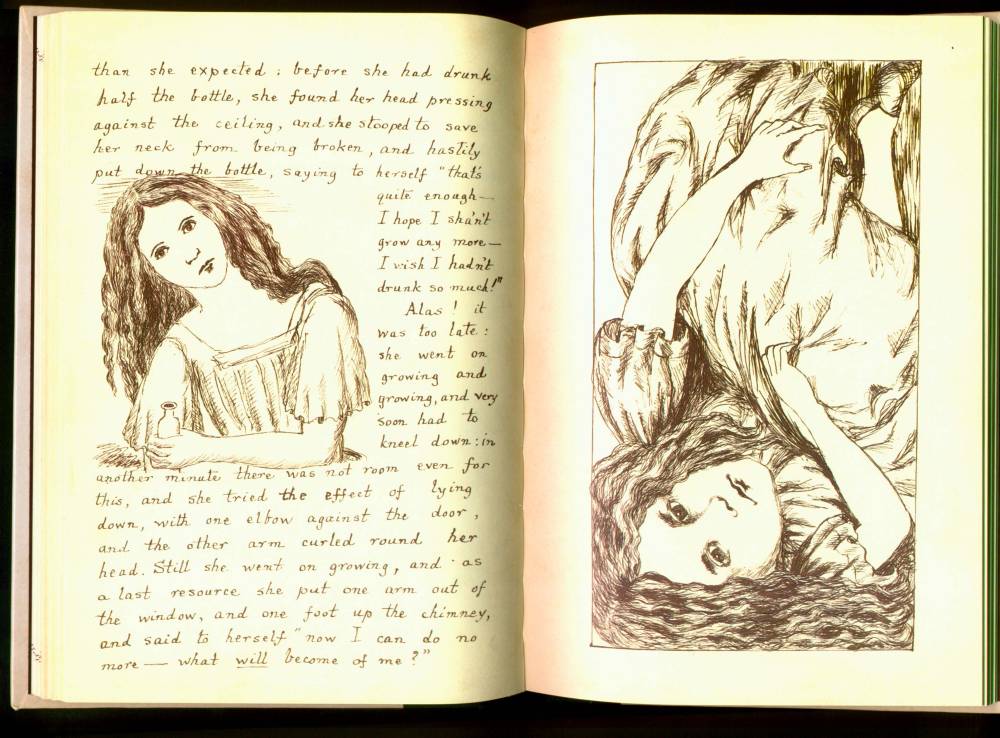 than she expected : before she had drunk
half the bottle, she found her head pressing
against the ceiling, and she stooped to save
her neck from being broken, and hastily
put down the bottle, saying to herself "that's
quite enough—
I hope I sha'n't
grow any more—
I wish I hadn't
drunk so much!"
Alas ! it
was too late :
she went on
growing and
growing, and very
soon had to
kneel down : in
another minute there was not room even for
this, and she tried the effect of lying
down, with one elbow against the door,
and the other arm curled round her
head. Still she went on growing, and as
a last resource she put one arm out of
the window, and one foot up the chimney,
and said to herself "now I can do no
more — what will become of me ?"